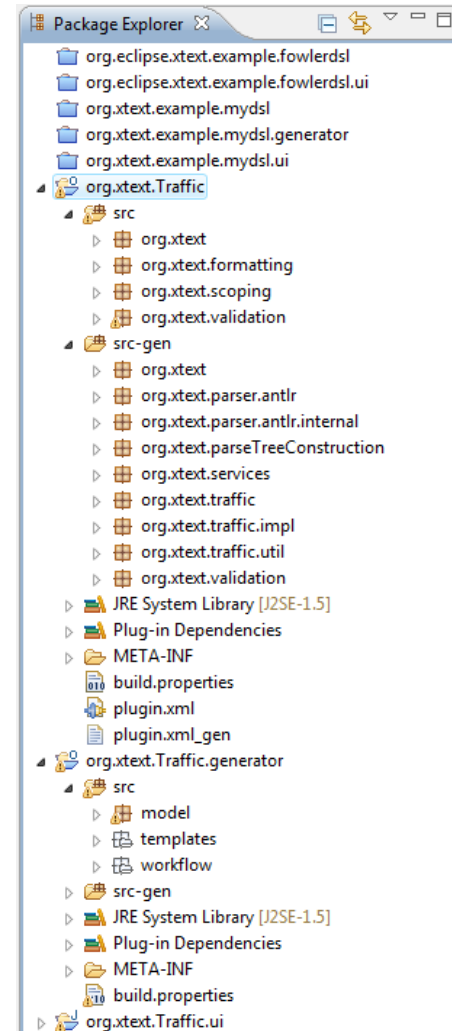 Package Explorer
org.eclipse.xtext.example.fowlerdsl
org.eclipse.xtext.example.fowlerdsl.ui
org.xtext.example.mydsl
org.xtext.example.mydsl.generator
org.xtext.example.mydsl.ui
org.xtext.Traffic
src
org.xtext
org.xtext.formatting
org.xtext.scoping
org.xtext.validation
src-gen
org.xtext
org.xtext.parser.antlr
org.xtext.parser.antlr.internal
org.xtext.parseTreeConstruction
org.xtext.services
org.xtext.traffic
org.xtext.traffic.impl
org.xtext.traffic.util
org.xtext.validation
JRE System Library [J2SE-1.5]
Plug-in Dependencies
META-INF
build.properties
plugin.xml
plugin.xml_gen
org.xtext.Traffic.generator
src
model
templates
workflow
src-gen
JRE System Library [J2SE-1.5]
Plug-in Dependencies
META-INF
build.properties
org.xtext.Traffic.ui